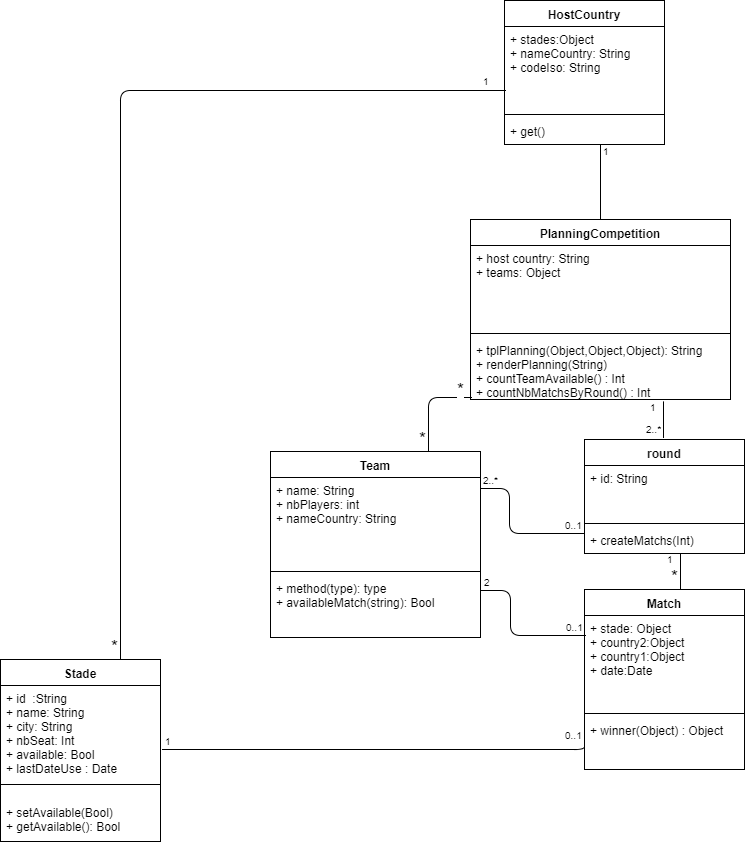 HostCountry
+ stades:Object
+ nameCountry: String
+ codeIso: String
+ get()
1
1
PlanningCompetition
+ host country: String
+ teams: Object
+ tplPlanning(Object,Object,Object): String
+ renderPlanning(String)
+ countTeamAvailable() : Int
+ countNbMatchsByRound() : Int
*
1
2..*
*
Team
+ name: String
+ nbPlayers: int
+ nameCountry: String
+ method(type): type
+ availableMatch(string): Bool
2..*
0..1
round
+ id: String
+ createMatchs(Int)
1
*
2
0..1
Match
+ stade: Object
+ country2:Object
+ country1:Object
+ date:Date
+ winner(Object) : Object
*
Stade
+ id  :String
+ name: String
+ city: String
+ nbSeat: Int
+ available: Bool
+ lastDateUse : Date
+ setAvailable(Bool)
+ getAvailable(): Bool
1
0..1